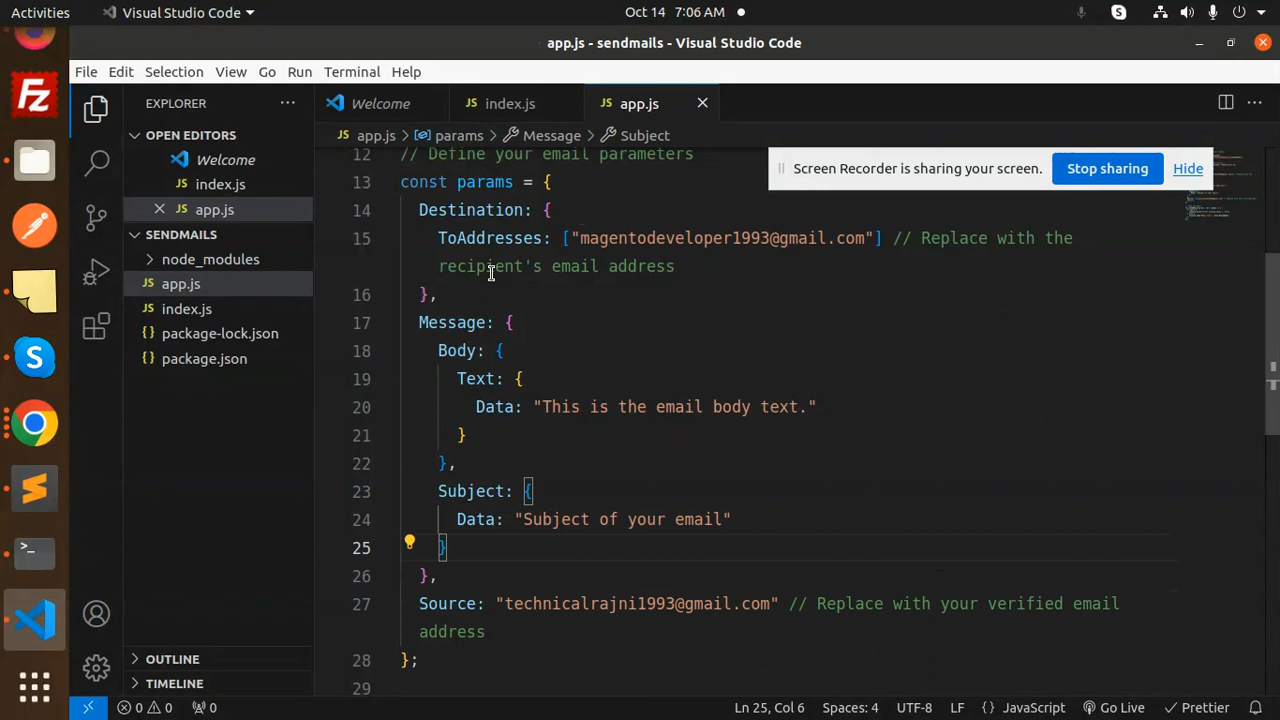 Activities
Visual Studio Code
Oct 14 7:06 AM
app.js - sendmails - Visual Studio Code
File Edit Selection View Go Run Terminal Help
EXPLORER
Welcome
index.js
app.js
OPEN EDITORS
app.js > params > Message > Subject
Welcome
index.js
app.js
SENDMAILS
node_modules
app.js
index.js
package-lock.json
package.json
OUTLINE
TIMELINE
Screen Recorder is sharing your screen. Stop sharing Hide
12 // Define your email parameters
13 const params = {
14 Destination: {
15 ToAddresses: ["magentodeveloper1993@gmail.com"] // Replace with the
recipient's email address
16 },
17 Message: {
18 Body: {
19 Text: {
20 Data: "This is the email body text."
21 }
22 },
23 Subject: {
24 Data: "Subject of your email"
25 }
26 },
27 Source: "technicalrajni1993@gmail.com" // Replace with your verified email
address
28 };
29
0 0 0 Ln 25, Col 6 Spaces: 4 UTF-8 LF {} JavaScript Go Live Prettier